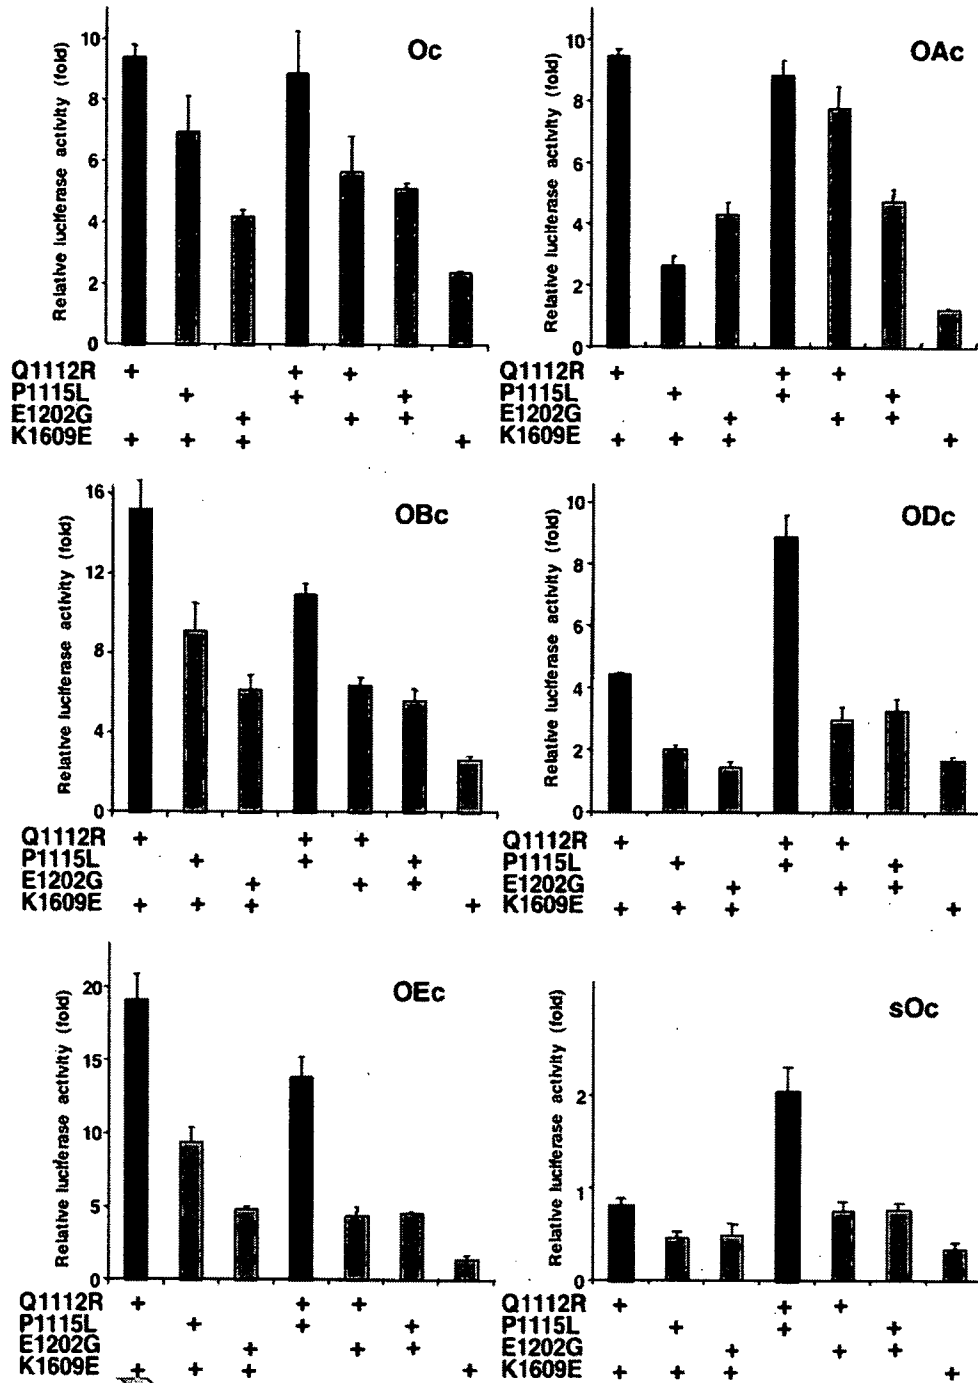 Oc
Relative luciferase activity (fold)
10
8
6
4
2
0
Q1112R + + +
P1115L + + +
E1202G + + +
K1609E + + + +
OAc
Relative luciferase activity (fold)
10
8
6
4
2
0
Q1112R + + +
P1115L + + +
E1202G + + +
K1609E + + + +
OBc
Relative luciferase activity (fold)
16
12
8
4
0
Q1112R + + +
P1115L + + +
E1202G + + +
K1609E + + + +
ODc
Relative luciferase activity (fold)
10
8
6
4
2
0
Q1112R + + +
P1115L + + +
E1202G + + +
K1609E + + + +
OEc
Relative luciferase activity (fold)
20
15
10
5
0
Q1112R + + +
P1115L + + +
E1202G + + +
K1609E + + + +
sOc
Relative luciferase activity (fold)
2
1
0
Q1112R + + +
P1115L + + +
E1202G + + +
K1609E + + + +